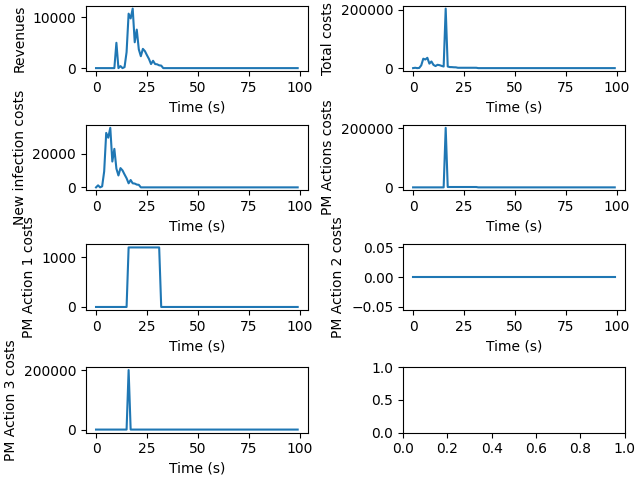 Revenues
10000
0
0 25 50 75 100
Time (s)
Total costs
200000
0
0 25 50 75 100
Time (s)
New infection costs
20000
0
0 25 50 75 100
Time (s)
PM Actions costs
200000
0
0 25 50 75 100
Time (s)
PM Action 1 costs
1000
0
0 25 50 75 100
Time (s)
PM Action 2 costs
0.05
0.00
−0.05
0 25 50 75 100
Time (s)
PM Action 3 costs
200000
0
0 25 50 75 100
Time (s)
1.0
0.5
0.0
0.0 0.2 0.4 0.6 0.8 1.0